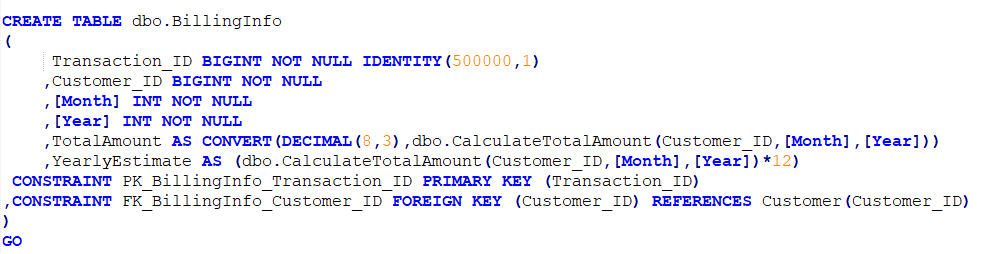 CREATE TABLE dbo.BillingInfo
(
Transaction_ID BIGINT NOT NULL IDENTITY(500000,1)
,Customer_ID BIGINT NOT NULL
,[Month] INT NOT NULL
,[Year] INT NOT NULL
,TotalAmount AS CONVERT(DECIMAL(8,3),dbo.CalculateTotalAmount(Customer_ID,[Month],[Year]))
,YearlyEstimate AS (dbo.CalculateTotalAmount(Customer_ID,[Month],[Year])*12)
CONSTRAINT PK_BillingInfo_Transaction_ID PRIMARY KEY (Transaction_ID)
,CONSTRAINT FK_BillingInfo_Customer_ID FOREIGN KEY (Customer_ID) REFERENCES Customer(Customer_ID)
)
GO